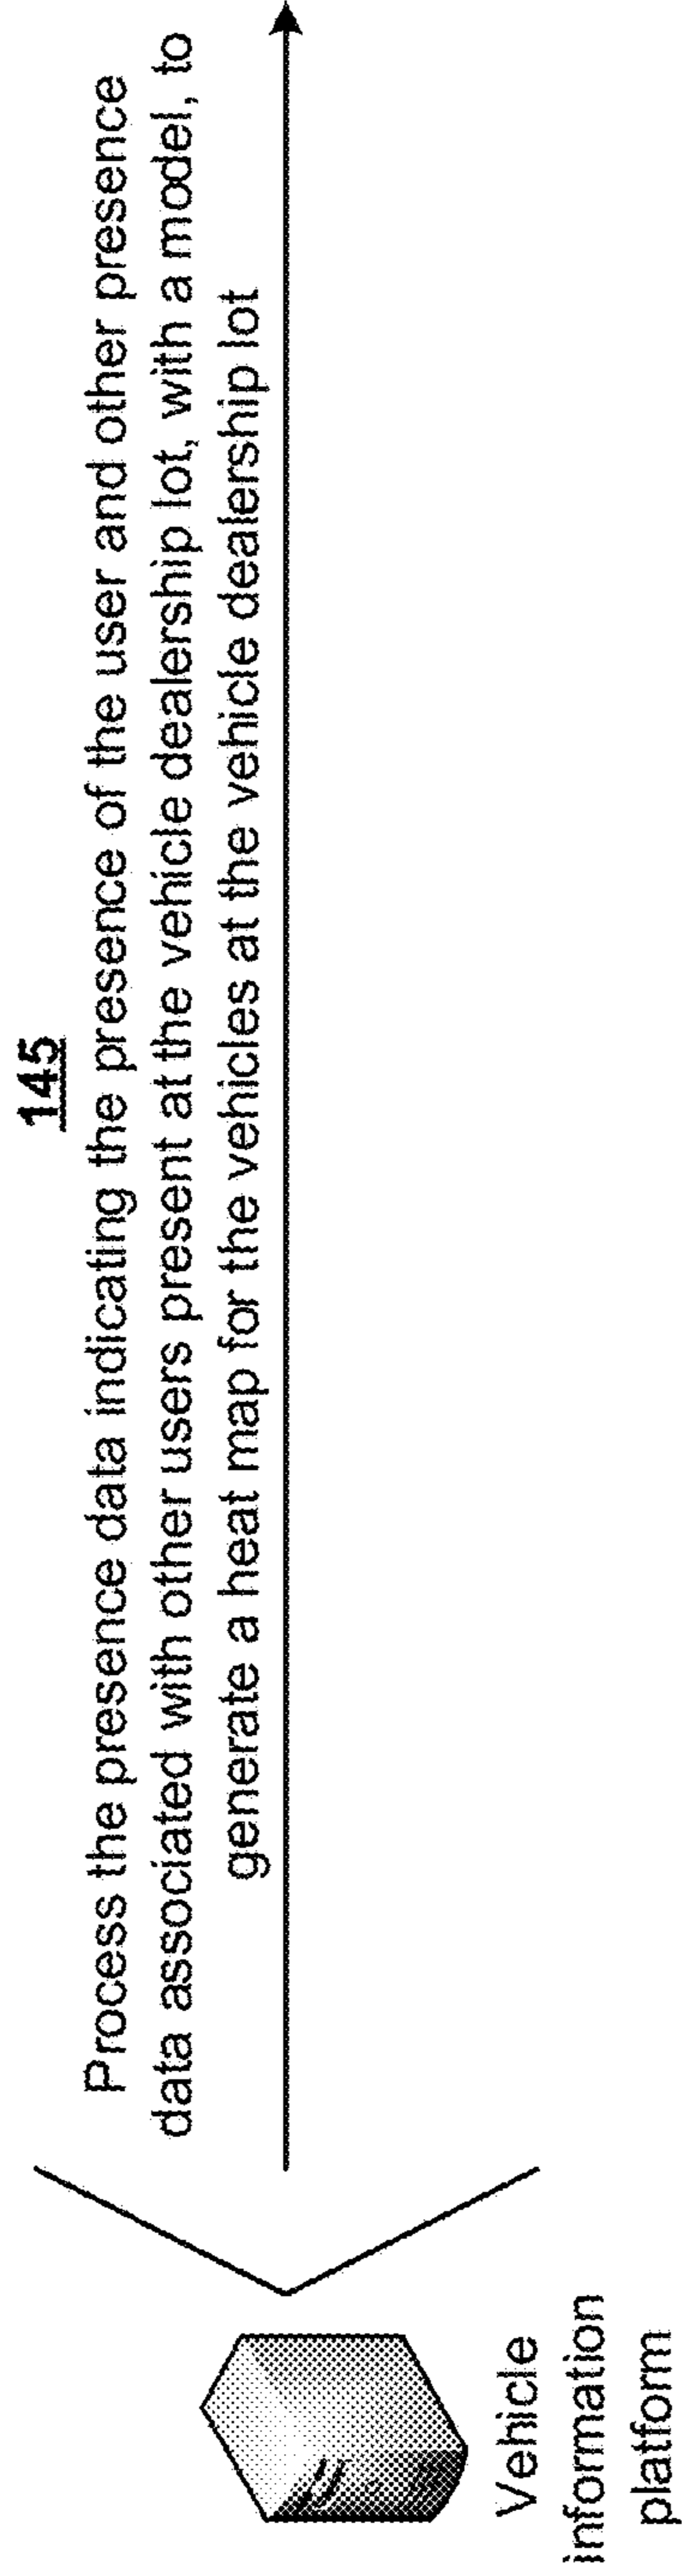 145
Process the presence data indicating the presence of the user and other presence
data associated with other users present at the vehicle dealership lot, with a model, to
generate a heat map for the vehicles at the vehicle dealership lot
Vehicle
information
platform